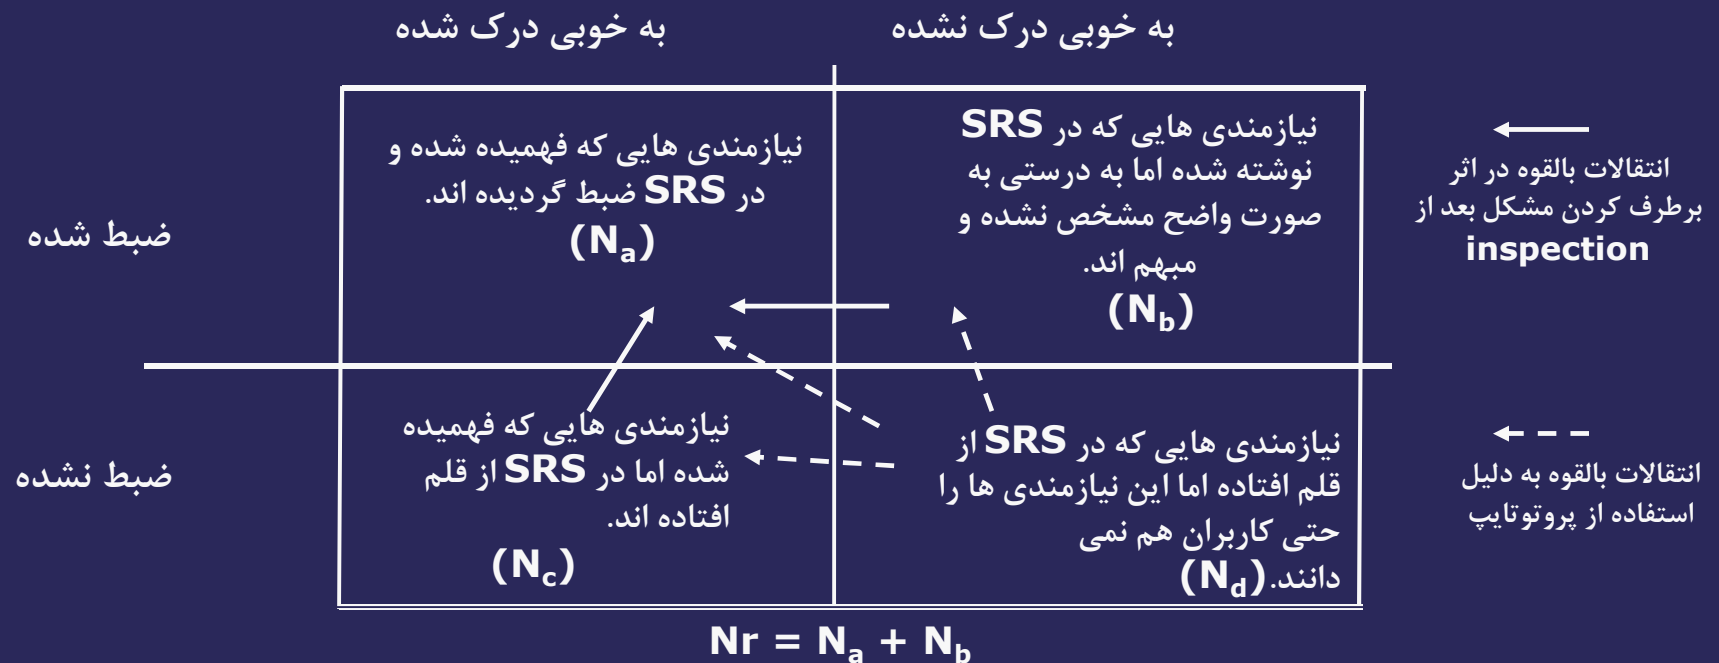 به خوبی درک نشده
به خوبی درک شده
نیازمندی هایی که در SRS
نوشته شده اما به درستی به
صورت واضح مشخص نشده و
مبهم اند.
(Nb)
نیازمندی هایی که فهمیده شده و
در SRS ضبط گردیده اند.
(Na)
ضبط شده
انتقالات بالقوه در اثر
برطرف کردن مشکل بعد از
inspection
نیازمندی هایی که در SRS از
قلم افتاده اما این نیازمندی ها را
حتی کاربران هم نمی
دانند.(Nd)
نیازمندی هایی که فهمیده
شده اما در SRS از قلم
افتاده اند.
(Nc)
ضبط نشده
انتقالات بالقوه به دلیل
استفاده از پروتوتایپ
Nr = Na + Nb